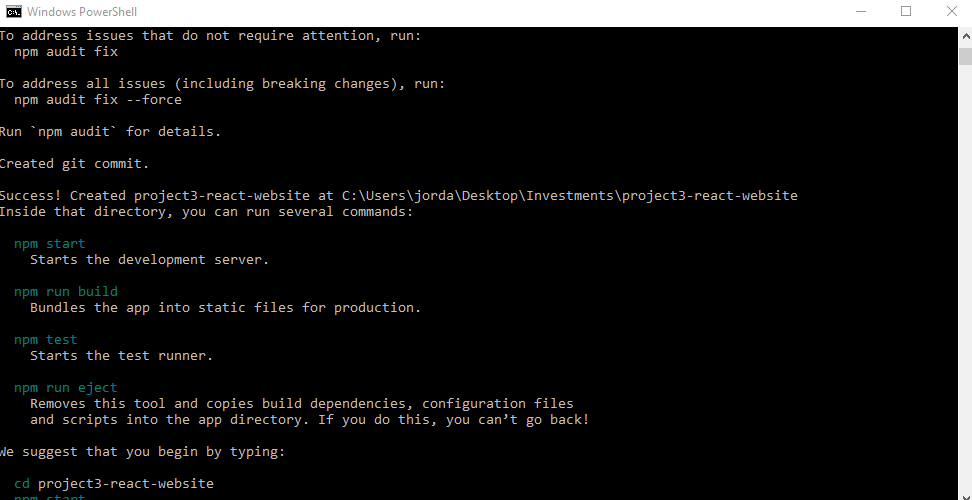 Windows PowerShell
To address issues that do not require attention, run:
npm audit fix
To address all issues (including breaking changes), run:
npm audit fix --force
Run `npm audit` for details.
Created git commit.
Success! Created project3-react-website at C:\Users\jorda\Desktop\Investments\project3-react-website
Inside that directory, you can run several commands:
npm start
Starts the development server.
npm run build
Bundles the app into static files for production.
npm test
Starts the test runner.
npm run eject
Removes this tool and copies build dependencies, configuration files
and scripts into the app directory. If you do this, you can’t go back!
We suggest that you begin by typing:
cd project3-react-website
npm start